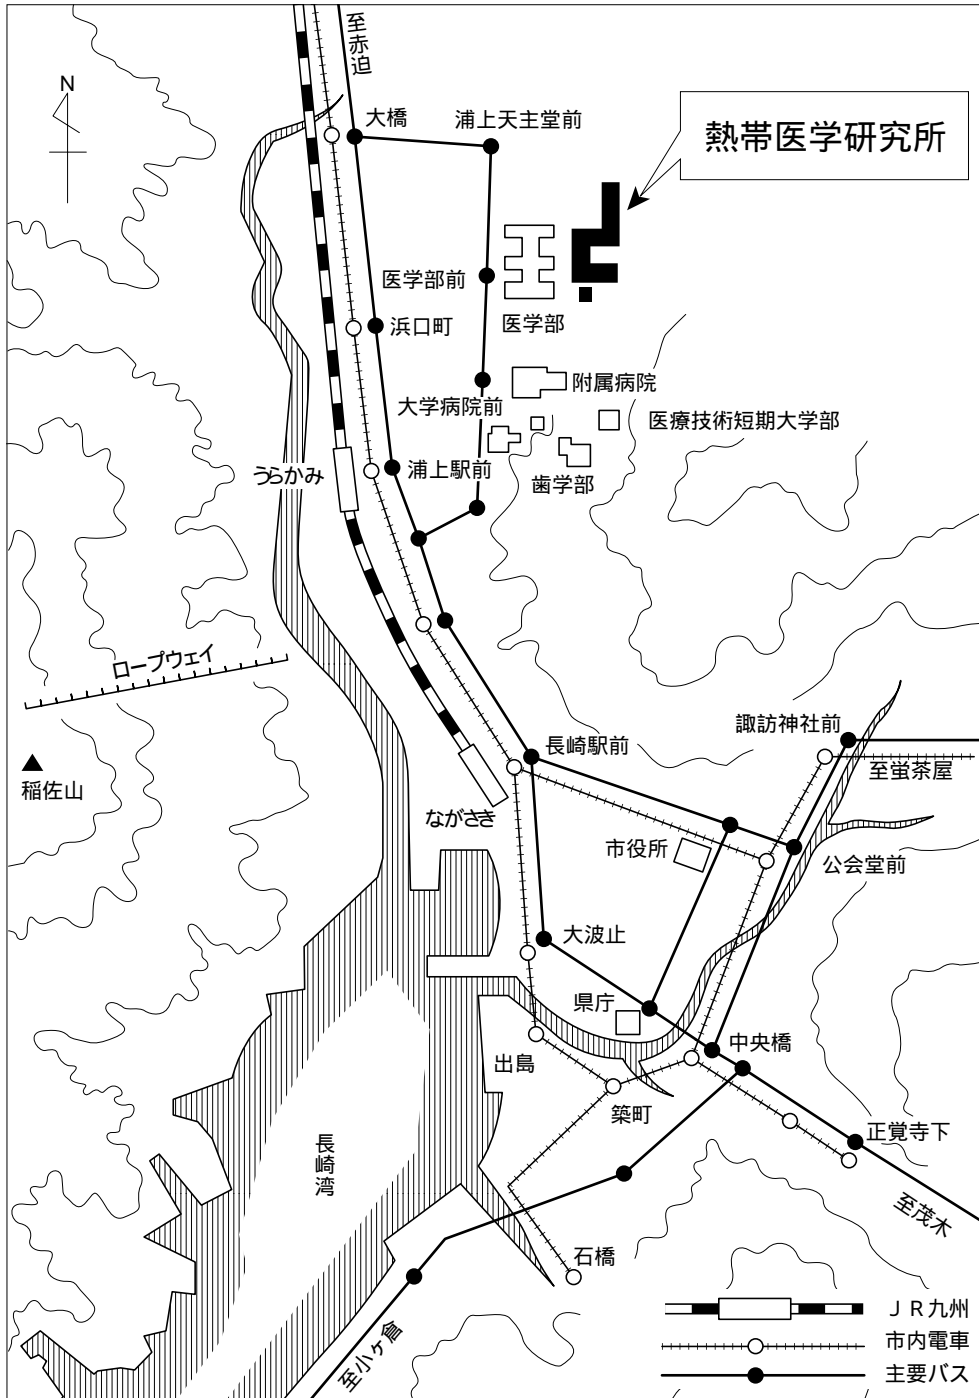 至赤迫
N
大橋
浦上天主堂前
熱帯医学研究所
医学部前
医学部
浜口町
附属病院
大学病院前
医療技術短期大学部
うらかみ
浦上駅前
歯学部
ロープウェイ
諏訪神社前
長崎駅前
至蛍茶屋
稲佐山
ながさき
市役所
公会堂前
大波止
県庁
中央橋
出島
築町
正覚寺下
長崎湾
至茂木
石橋
至小ヶ倉
ＪＲ九州
市内電車
主要バス